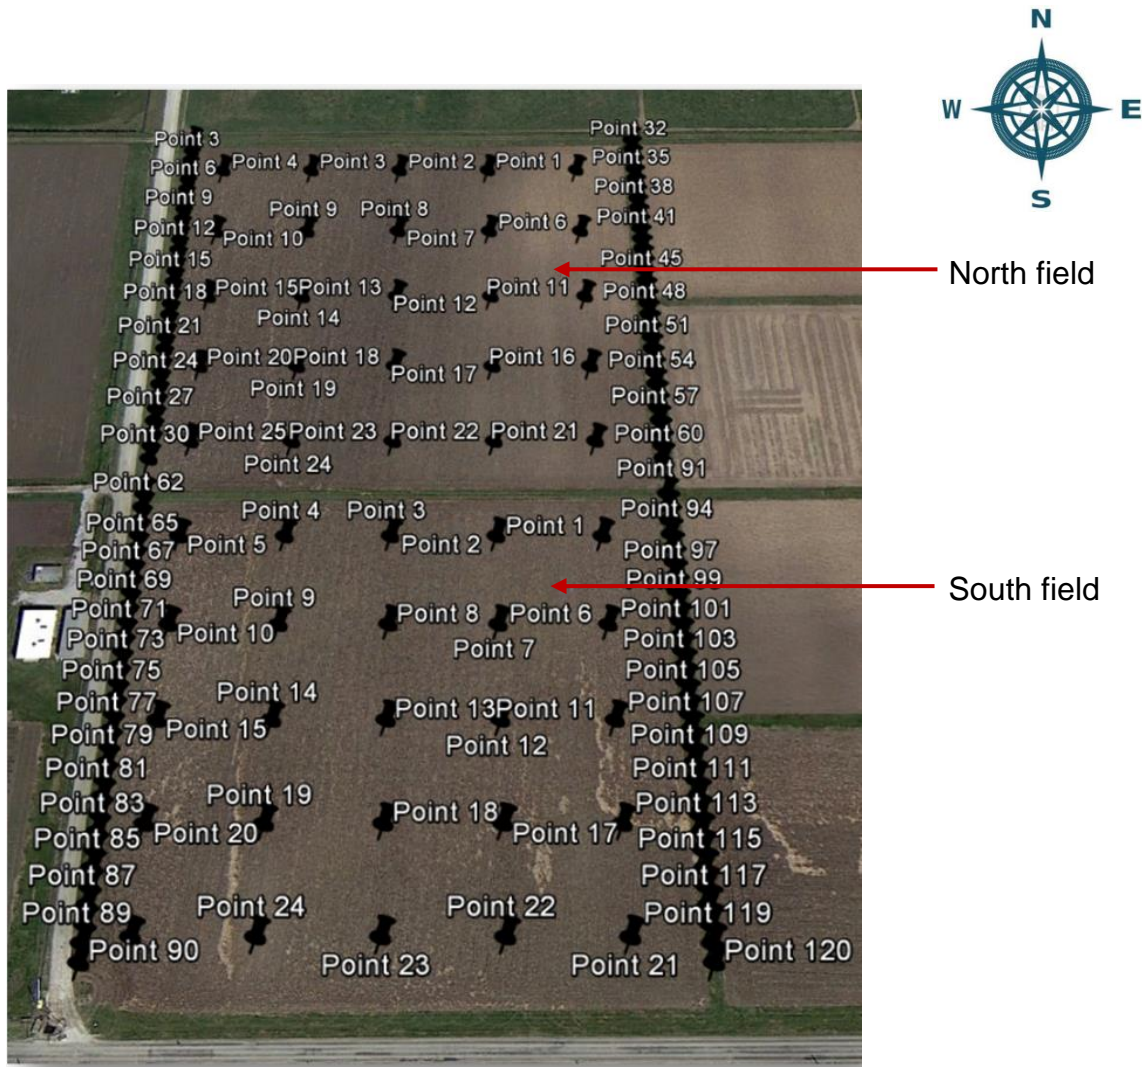 N
W E
S
Point 32
Point 3
Point 6 Point 4 Point 3 Point 2 Point 1 Point 35
Point 9 Point 9 Point 8 Point 38
Point 12 Point 10 Point 7 Point 6 Point 41
Point 15 Point 45
North field
Point 18 Point 15 Point 13 Point 12 Point 11 Point 48
Point 21 Point 14 Point 51
Point 24 Point 20 Point 18 Point 17 Point 16 Point 54
Point 27 Point 19 Point 57
Point 30 Point 25 Point 23 Point 22 Point 21 Point 60
Point 24 Point 91
Point 62
Point 4 Point 3 Point 94
Point 65 Point 1
Point 67 Point 5 Point 2 Point 97
Point 69 Point 99
South field
Point 71 Point 9 Point 8 Point 6 Point 101
Point 73 Point 10 Point 7 Point 103
Point 75 Point 105
Point 77 Point 14 Point 13 Point 11 Point 107
Point 79 Point 15 Point 12 Point 109
Point 81 Point 111
Point 83 Point 19 Point 18 Point 113
Point 85 Point 20 Point 17 Point 115
Point 87 Point 117
Point 89 Point 24 Point 22 Point 119
Point 90 Point 23 Point 21 Point 120